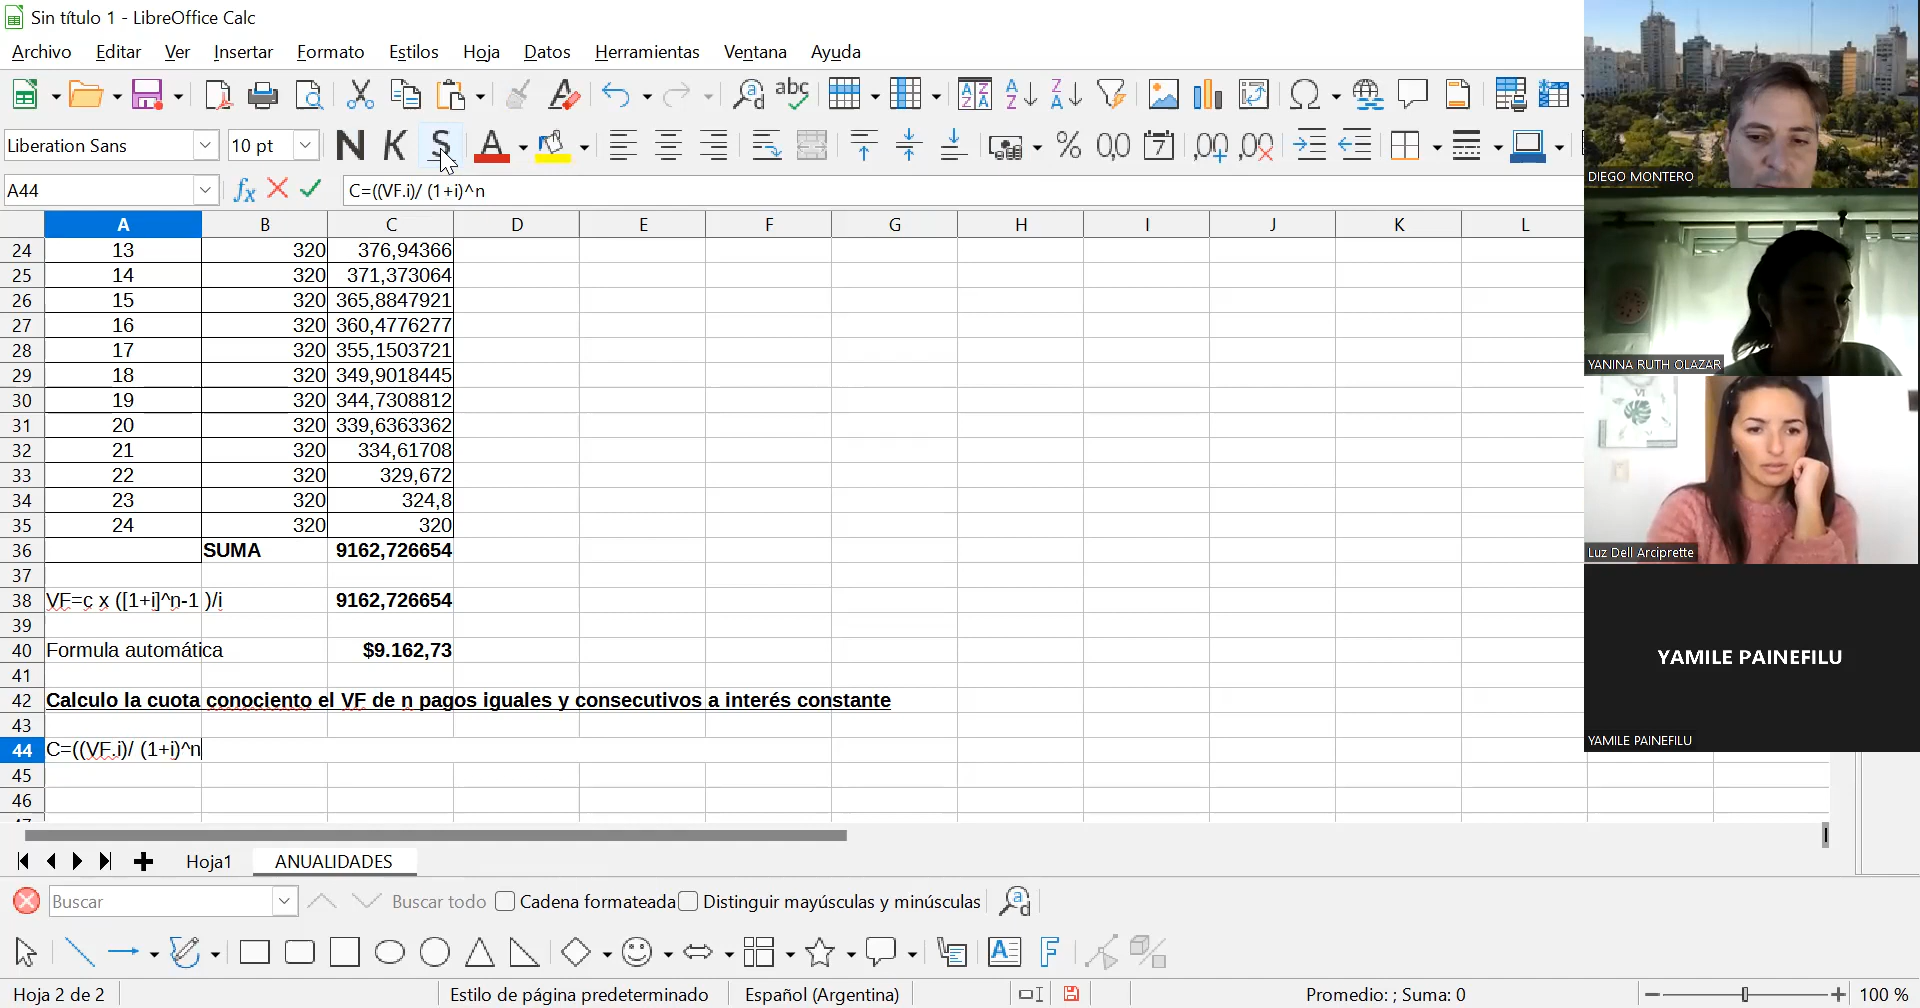 Sin título 1 - LibreOffice Calc
Archivo Editar Ver Insertar Formato Estilos Hoja Datos Herramientas Ventana Ayuda
Liberation Sans 10 pt N K S A
A44 fx C=((VF.i)/ (1+i)^n
A B C D E F G H I J K L
24 13 320 376,94366
25 14 320 371,373064
26 15 320 365,8847921
27 16 320 360,4776277
28 17 320 355,1503721
29 18 320 349,9018445
30 19 320 344,7308812
31 20 320 339,6363362
32 21 320 334,61708
33 22 320 329,672
34 23 320 324,8
35 24 320 320
36 SUMA 9162,726654
37
38 VF=c x ([1+i]^n-1 )/i 9162,726654
39
40 Formula automática $9.162,73
41
42 Calculo la cuota conociento el VF de n pagos iguales y consecutivos a interés constante
43
44 C=((VF.i)/ (1+i)^n
45
46
Hoja1 ANUALIDADES
Buscar Buscar todo Cadena formateada Distinguir mayúsculas y minúsculas
Hoja 2 de 2 Estilo de página predeterminado Español (Argentina) Promedio: ; Suma: 0 100 %
DIEGO MONTERO
YANINA RUTH OLAZAR
Luz Dell Arciprette
YAMILE PAINEFILU
YAMILE PAINEFILU